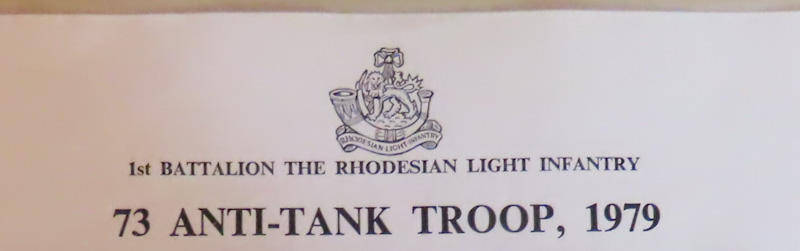 RHODESIAN LIGHT INFANTRY
1st BATTALION THE RHODESIAN LIGHT INFANTRY
73 ANTI-TANK TROOP, 1979